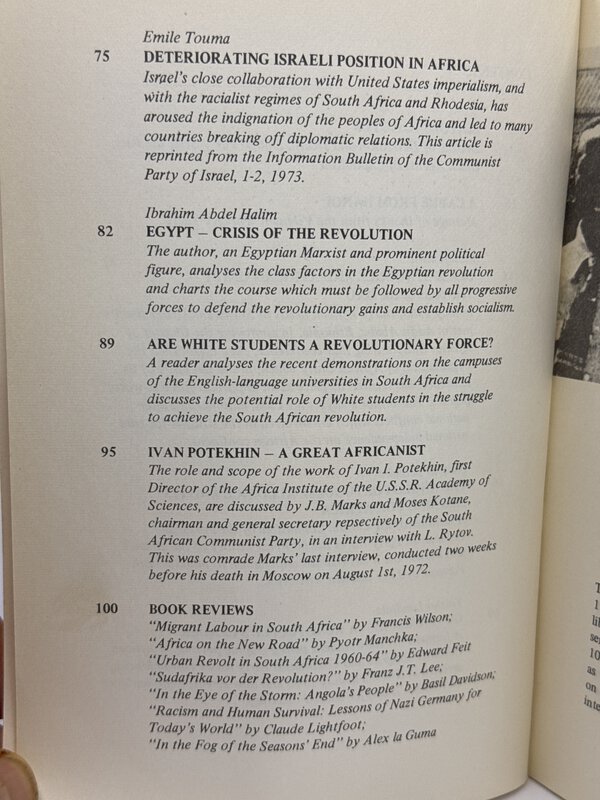 Emile Touma
75 DETERIORATING ISRAELI POSITION IN AFRICA
Israel's close collaboration with United States imperialism, and
with the racialist regimes of South Africa and Rhodesia, has
aroused the indignation of the peoples of Africa and led to many
countries breaking off diplomatic relations. This article is
reprinted from the Information Bulletin of the Communist
Party of Israel, 1-2, 1973.
Ibrahim Abdel Halim
82 EGYPT – CRISIS OF THE REVOLUTION
The author, an Egyptian Marxist and prominent political
figure, analyses the class factors in the Egyptian revolution
and charts the course which must be followed by all progressive
forces to defend the revolutionary gains and establish socialism.
89 ARE WHITE STUDENTS A REVOLUTIONARY FORCE?
A reader analyses the recent demonstrations on the campuses
of the English-language universities in South Africa and
discusses the potential role of White students in the struggle
to achieve the South African revolution.
95 IVAN POTEKHIN – A GREAT AFRICANIST
The role and scope of the work of Ivan I. Potekhin, first
Director of the Africa Institute of the U.S.S.R. Academy of
Sciences, are discussed by J.B. Marks and Moses Kotane,
chairman and general secretary repsectively of the South
African Communist Party, in an interview with L. Rytov.
This was comrade Marks' last interview, conducted two weeks
before his death in Moscow on August 1st, 1972.
100 BOOK REVIEWS
"Migrant Labour in South Africa" by Francis Wilson;
"Africa on the New Road" by Pyotr Manchka;
"Urban Revolt in South Africa 1960-64" by Edward Feit
"Sudafrika vor der Revolution?" by Franz J.T. Lee;
"In the Eye of the Storm: Angola's People" by Basil Davidson;
"Racism and Human Survival: Lessons of Nazi Germany for
Today's World" by Claude Lightfoot;
"In the Fog of the Seasons' End" by Alex la Guma